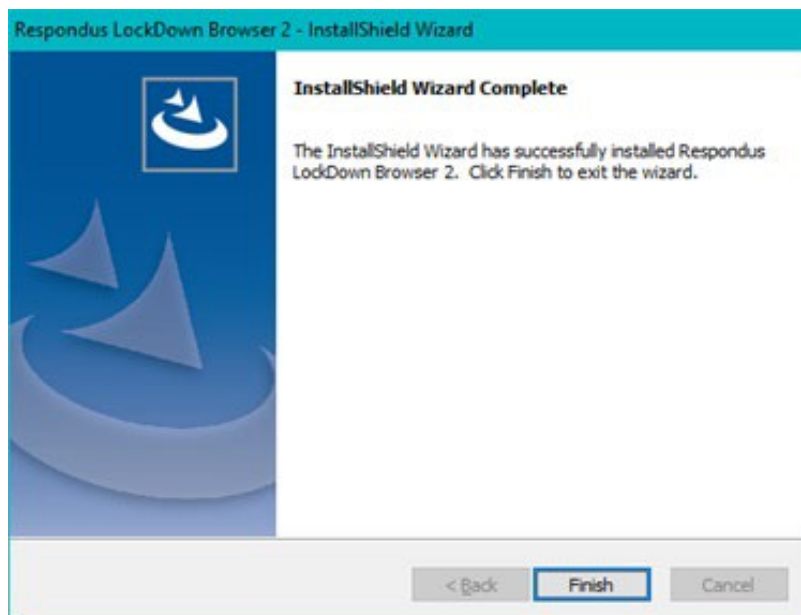 Respondus LockDown Browser 2 - InstallShield Wizard
InstallShield Wizard Complete
The InstallShield Wizard has successfully installed Respondus
LockDown Browser 2. Click Finish to exit the wizard.
< Back
Finish
Cancel